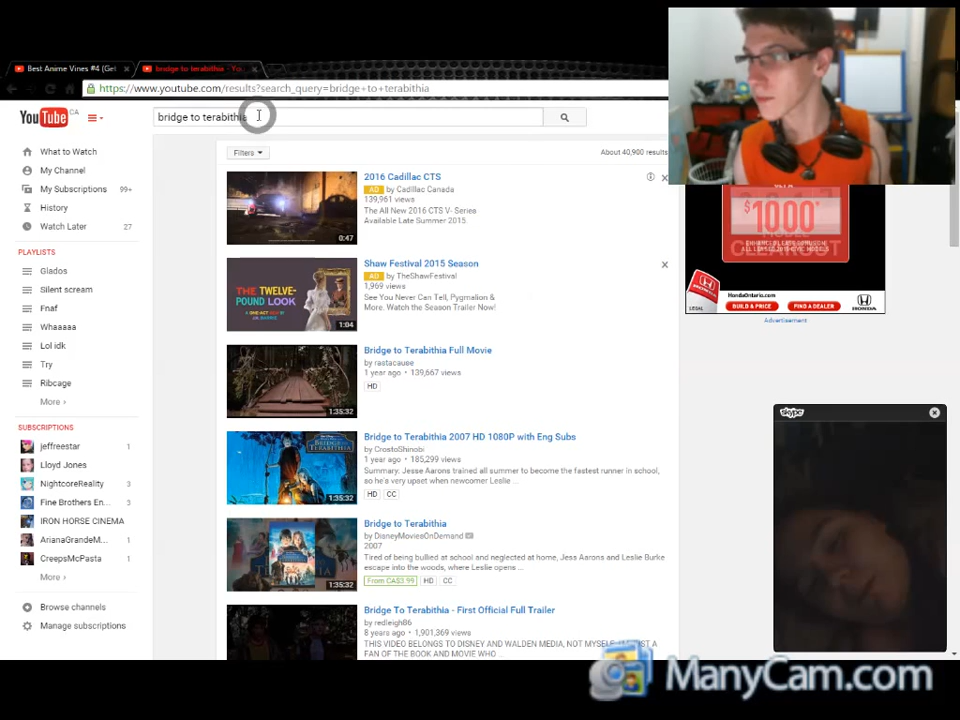 Best Anime Vines #4 (Get
bridge to terabithia - Yo
https://www.youtube.com/results?search_query=bridge+to+terabithia
YouTube CA
bridge to terabithia
Filters
About 40,900 results
What to Watch
My Channel
My Subscriptions 99+
History
Watch Later 27
PLAYLISTS
Glados
Silent scream
Fnaf
Whaaaaa
Lol idk
Try
Ribcage
More ›
SUBSCRIPTIONS
jeffreestar 1
Lloyd Jones
NightcoreReality 3
Fine Brothers En... 3
IRON HORSE CINEMA
ArianaGrandeM... 1
CreepsMcPasta 1
More ›
Browse channels
Manage subscriptions
2016 Cadillac CTS
AD by Cadillac Canada
139,961 views
The All New 2016 CTS V- Series
Available Late Summer 2015.
0:47
Shaw Festival 2015 Season
AD by TheShawFestival
1,969 views
See You Never Can Tell, Pygmalion &
More. Watch the Season Trailer Now!
THE TWELVE-
POUND LOOK
A ONE-ACT
J.M. BARRIE
1:04
Bridge to Terabithia Full Movie
by rastacause
1 year ago • 139,667 views
HD
1:35:32
Bridge to Terabithia 2007 HD 1080P with Eng Subs
by CrostoShinobi
1 year ago • 185,299 views
Summary: Jesse Aarons trained all summer to become the fastest runner in school,
so he's very upset when newcomer Leslie ...
HD CC
BRIDGE TO
TERABITHIA
1:35:32
Bridge to Terabithia
by DisneyMoviesOnDemand
2007
Tired of being bullied at school and neglected at home, Jess Aarons and Leslie Burke
escape into the woods, where Leslie opens ...
From CA$3.99 HD CC
1:35:32
Bridge To Terabithia - First Official Full Trailer
by redleigh86
8 years ago • 1,901,369 views
THIS VIDEO BELONGS TO DISNEY AND WALDEN MEDIA, NOT MYSELF. I'M JUST A
FAN OF THE BOOK AND MOVIE WHO ...
$1000*
MODEL
CLEAROUT
HondaOntario.com
LEGAL
BUILD & PRICE
FIND A DEALER
HONDA
Advertisement
skype
ManyCam.com